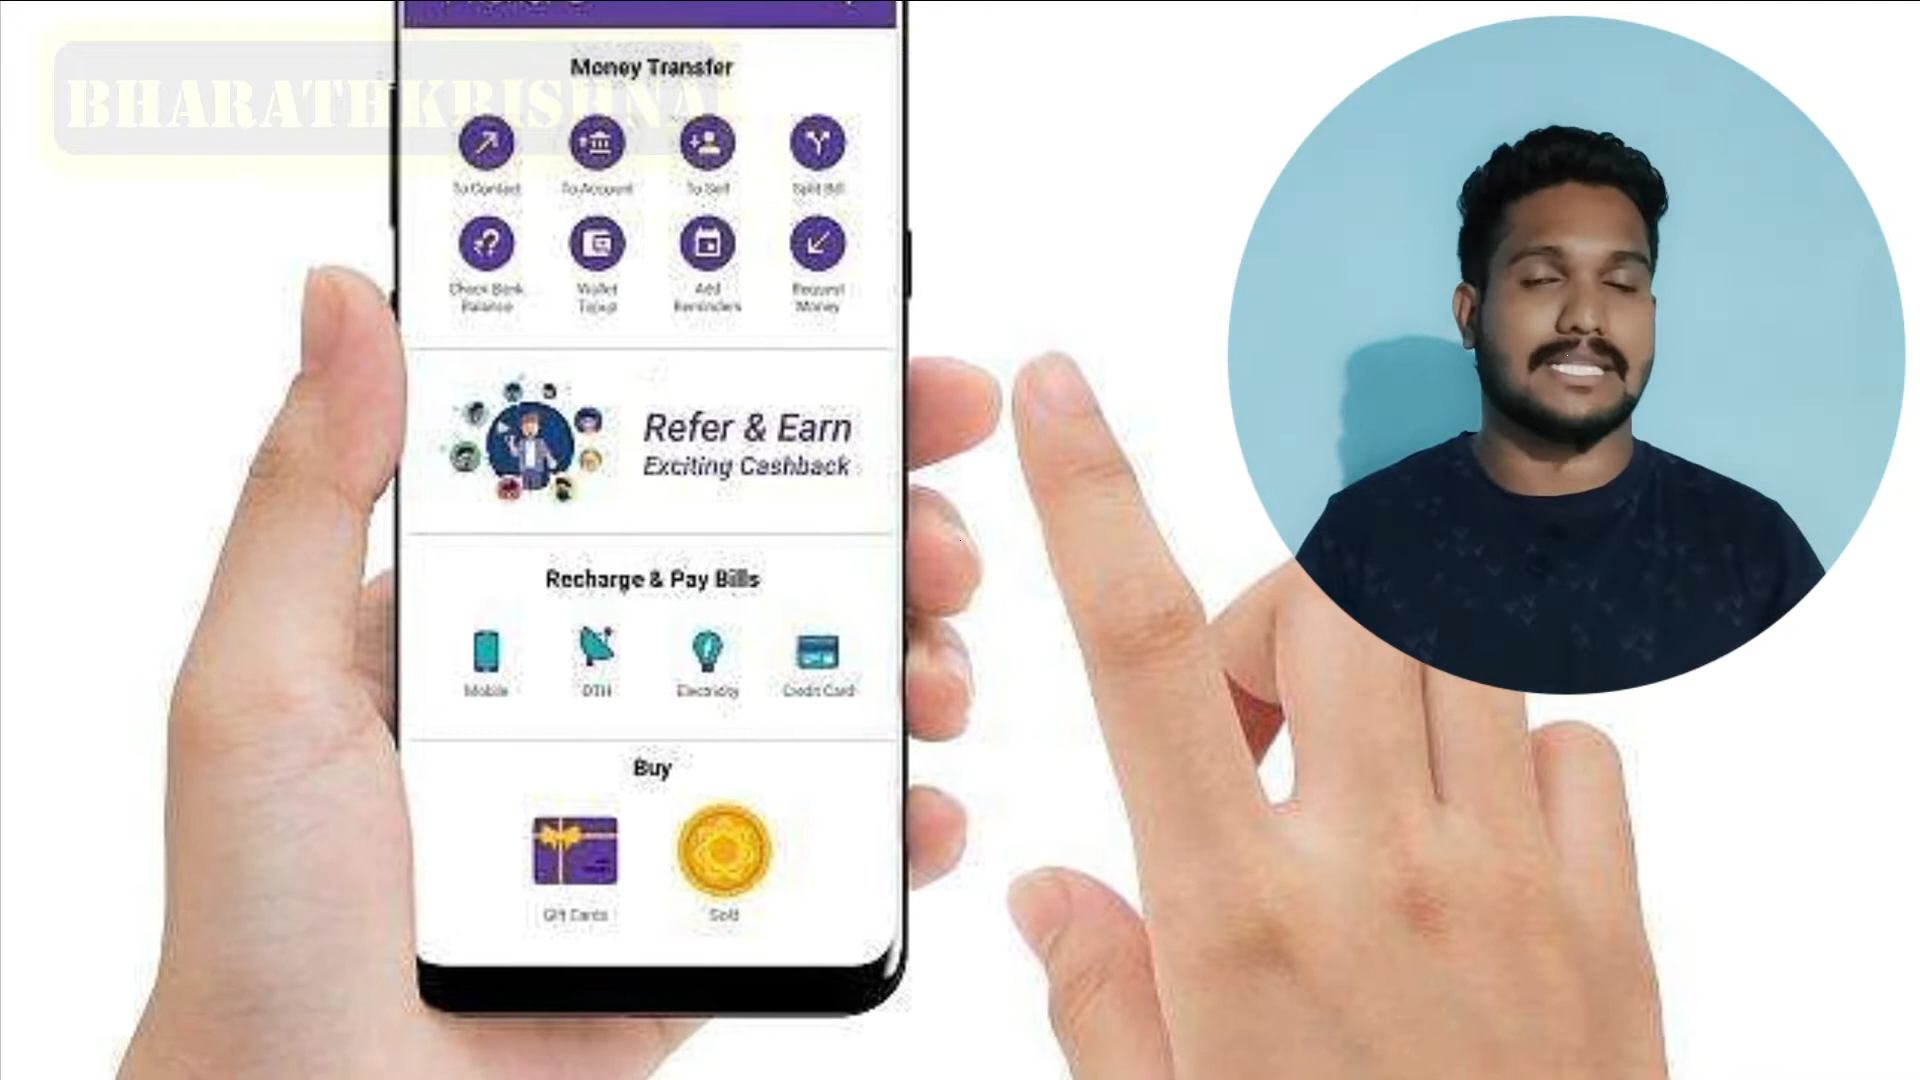 BHARATHKRISHNA
Money Transfer
To Contact
To Account
To Self
Split Bill
Check Bank
Balance
Wallet
Topup
Add
Reminders
Request
Money
Refer & Earn
Exciting Cashback
Recharge & Pay Bills
Mobile
DTH
Electricity
Credit Card
Buy
Gift Cards
Gold